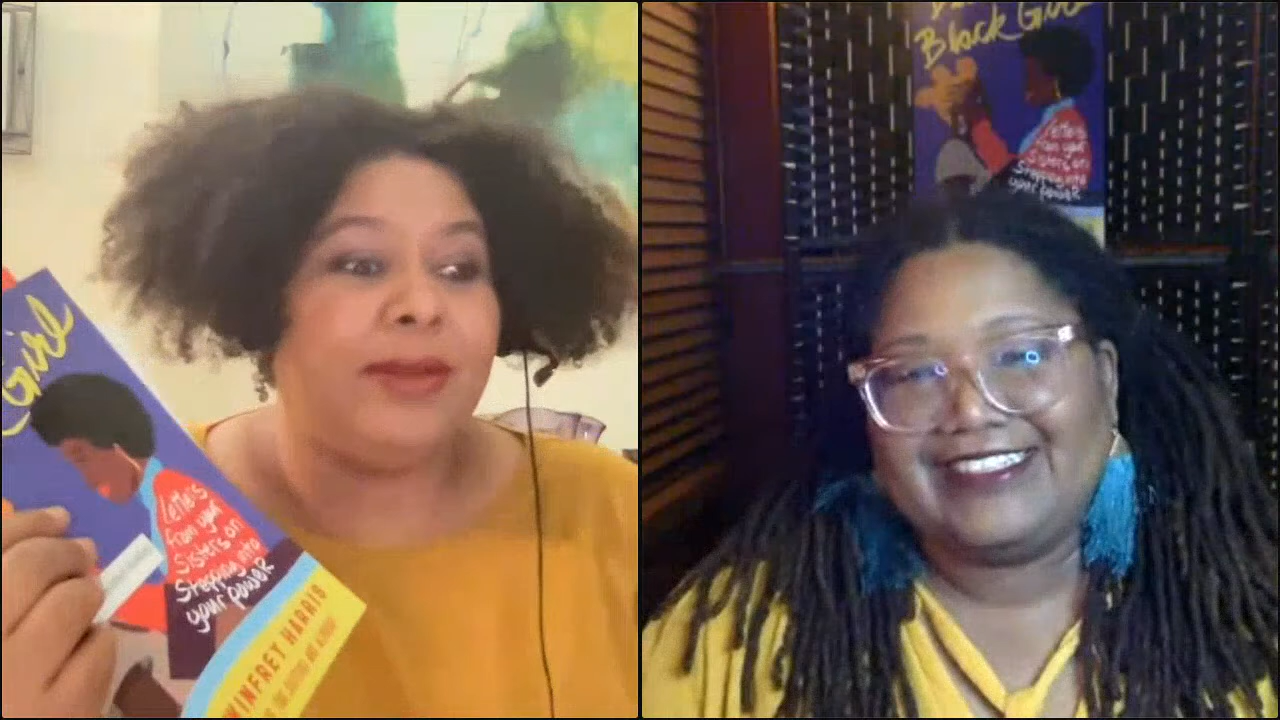 Girl
Letters
from your
Sisters on
Stepping into
your power
WINFREY HARRIS
Black Girl
Letters
from your
Sisters on
Stepping into
your power